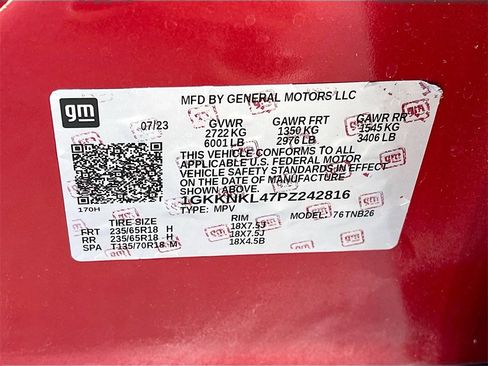 gm
MFD BY GENERAL MOTORS LLC
07/23
GVWR GAWR FRT GAWR RR
2722 KG 1350 KG 1545 KG
6001 LB 2976 LB 3406 LB
THIS VEHICLE CONFORMS TO ALL
APPLICABLE U.S. FEDERAL MOTOR
VEHICLE SAFETY STANDARDS IN EFFECT
ON THE DATE OF MANUFACTURE
SHOWN ABOVE.
1GKKNKL47PZ242816
TYPE: MPV MODEL: 76TNB26
170H
TIRE SIZE RIM
FRT 235/65R18 H 18X7.5J
RR 235/65R18 H 18X7.5J
SPA T135/70R18 M 18X4.5B